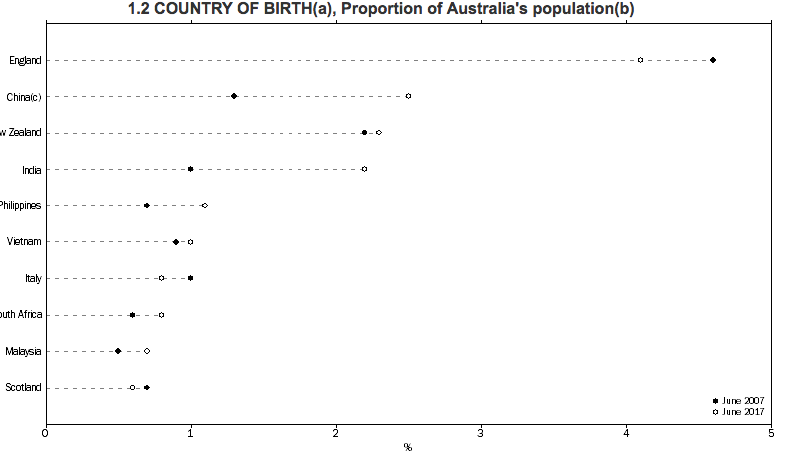 1.2 COUNTRY OF BIRTH(a), Proportion of Australia's population(b)
England
China(c)
w Zealand
India
Philippines
Vietnam
Italy
outh Africa
Malaysia
Scotland
June 2007
June 2017
0 1 2 3 4 5
%